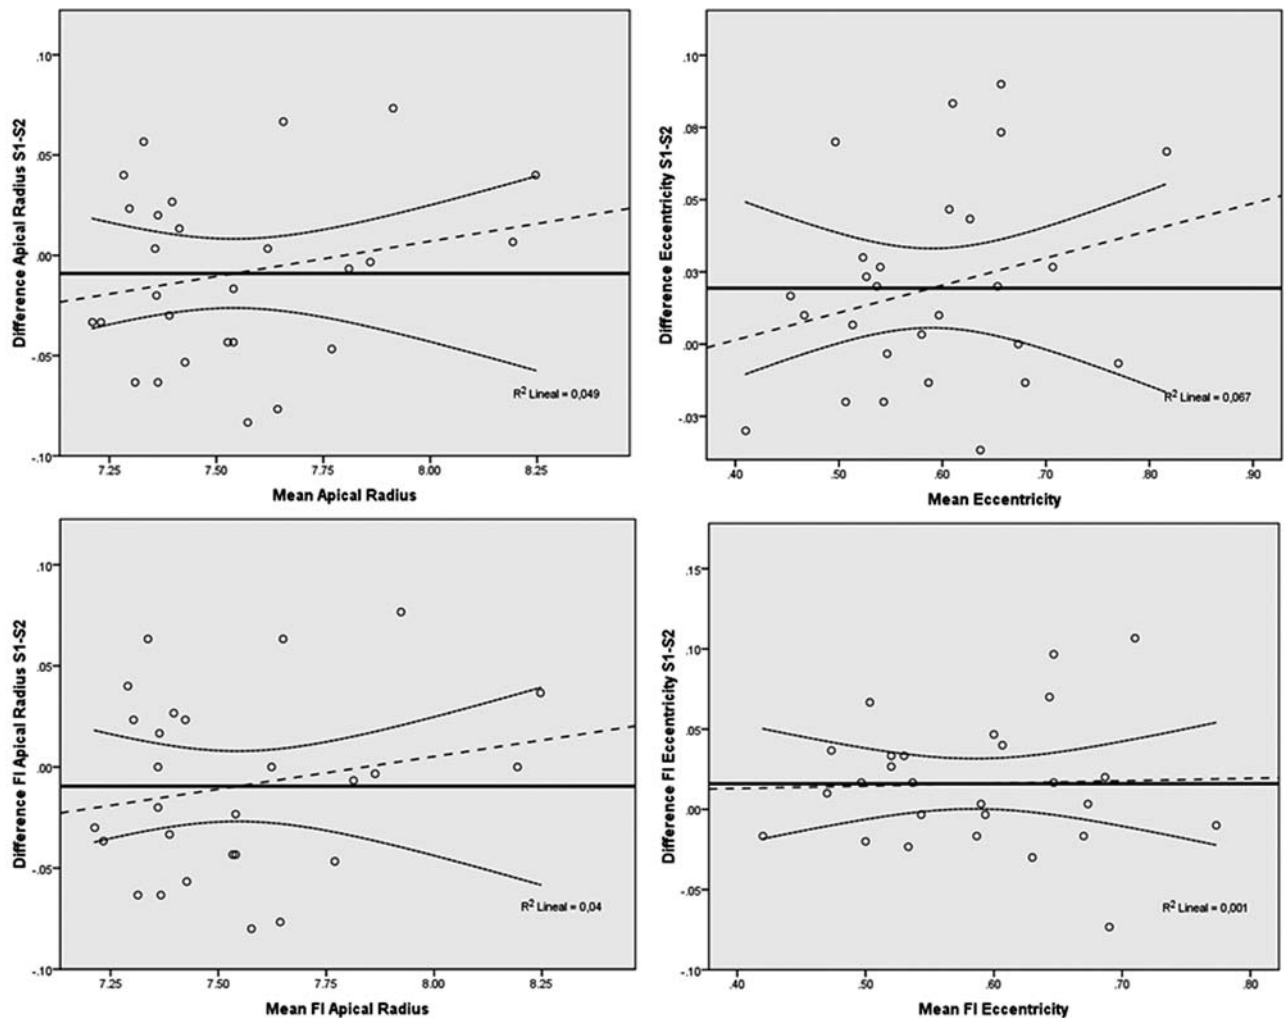 Difference Apical Radius S1-S2
.10
.05
.00
-.05
-.10
R² Lineal = 0,049
7.25 7.50 7.75 8.00 8.25
Mean Apical Radius
Difference Eccentricity S1-S2
.10
.08
.05
.03
.00
-.03
R² Lineal = 0,067
.40 .50 .60 .70 .80 .90
Mean Eccentricity
Difference FI Apical Radius S1-S2
.10
.05
.00
-.05
-.10
R² Lineal = 0,04
7.25 7.50 7.75 8.00 8.25
Mean FI Apical Radius
Difference FI Eccentricity S1-S2
.15
.10
.05
.00
-.05
-.10
R² Lineal = 0,001
.40 .50 .60 .70 .80
Mean FI Eccentricity